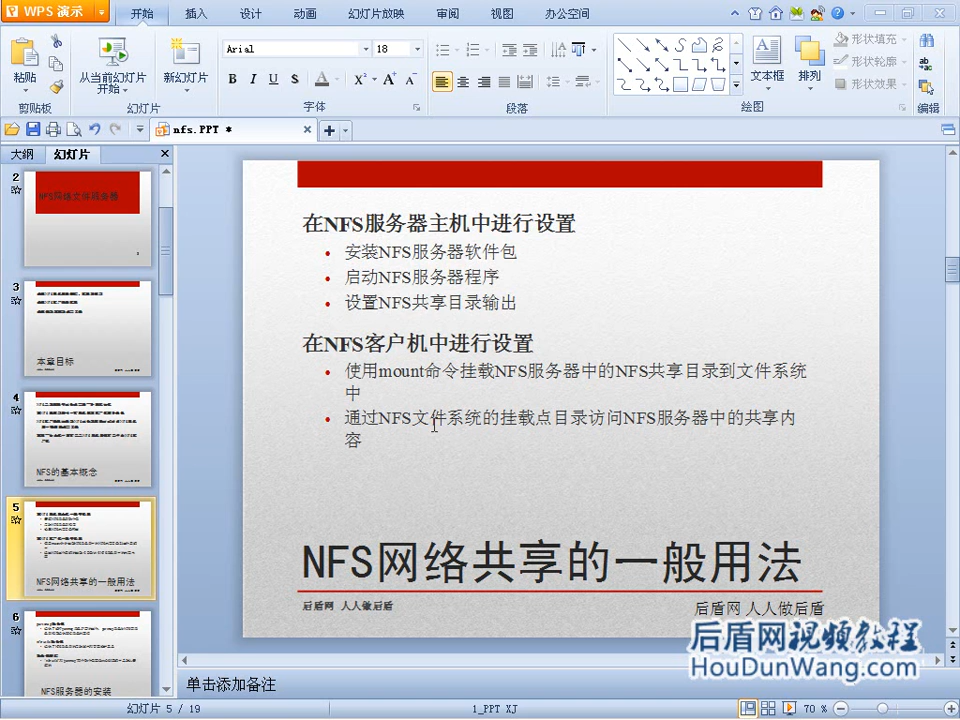 WPS 演示
开始 插入 设计 动画 幻灯片放映 审阅 视图 办公空间
粘贴 从当前幻灯片开始 新幻灯片 Arial 18 文本框 排列 形状填充 形状轮廓 形状效果
B I U S A X² A⁺ A⁻
剪贴板 幻灯片 字体 段落 绘图 编辑
nfs.PPT *
大纲 幻灯片
2
NFS网络文件服务器
3
本章目标
4
NFS的基本概念
5
NFS网络共享的一般用法
6
NFS服务器的安装
在NFS服务器主机中进行设置
• 安装NFS服务器软件包
• 启动NFS服务器程序
• 设置NFS共享目录输出
在NFS客户机中进行设置
• 使用mount命令挂载NFS服务器中的NFS共享目录到文件系统
中
• 通过NFS文件系统的挂载点目录访问NFS服务器中的共享内
容
NFS网络共享的一般用法
后盾网 人人做后盾 后盾网 人人做后盾
后盾网视频教程
HouDunWang.com
单击添加备注
幻灯片 5 / 19 1_PPT XJ 70 %